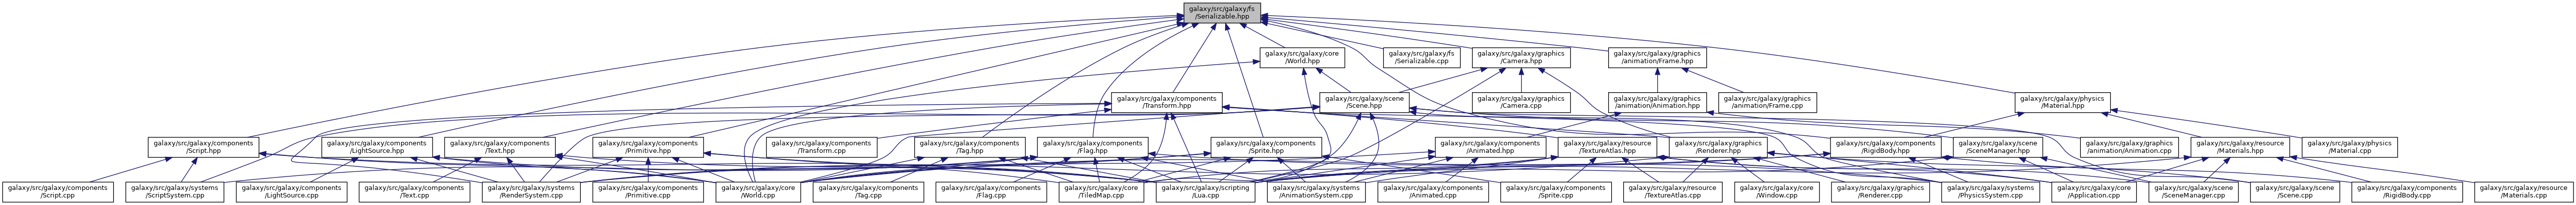 galaxy/src/galaxy/fs
/Serializable.hpp
galaxy/src/galaxy/core
/World.hpp
galaxy/src/galaxy/fs
/Serializable.cpp
galaxy/src/galaxy/graphics
/Camera.hpp
galaxy/src/galaxy/graphics
/animation/Frame.hpp
galaxy/src/galaxy/components
/Transform.hpp
galaxy/src/galaxy/scene
/Scene.hpp
galaxy/src/galaxy/graphics
/Camera.cpp
galaxy/src/galaxy/graphics
/animation/Animation.hpp
galaxy/src/galaxy/graphics
/animation/Frame.cpp
galaxy/src/galaxy/physics
/Material.hpp
galaxy/src/galaxy/components
/Script.hpp
galaxy/src/galaxy/components
/LightSource.hpp
galaxy/src/galaxy/components
/Text.hpp
galaxy/src/galaxy/components
/Primitive.hpp
galaxy/src/galaxy/components
/Transform.cpp
galaxy/src/galaxy/components
/Tag.hpp
galaxy/src/galaxy/components
/Flag.hpp
galaxy/src/galaxy/components
/Sprite.hpp
galaxy/src/galaxy/components
/Animated.hpp
galaxy/src/galaxy/resource
/TextureAtlas.hpp
galaxy/src/galaxy/graphics
/Renderer.hpp
galaxy/src/galaxy/components
/RigidBody.hpp
galaxy/src/galaxy/scene
/SceneManager.hpp
galaxy/src/galaxy/graphics
/animation/Animation.cpp
galaxy/src/galaxy/resource
/Materials.hpp
galaxy/src/galaxy/physics
/Material.cpp
galaxy/src/galaxy/components
/Script.cpp
galaxy/src/galaxy/systems
/ScriptSystem.cpp
galaxy/src/galaxy/components
/LightSource.cpp
galaxy/src/galaxy/components
/Text.cpp
galaxy/src/galaxy/systems
/RenderSystem.cpp
galaxy/src/galaxy/components
/Primitive.cpp
galaxy/src/galaxy/core
/World.cpp
galaxy/src/galaxy/components
/Tag.cpp
galaxy/src/galaxy/components
/Flag.cpp
galaxy/src/galaxy/core
/TiledMap.cpp
galaxy/src/galaxy/scripting
/Lua.cpp
galaxy/src/galaxy/systems
/AnimationSystem.cpp
galaxy/src/galaxy/components
/Animated.cpp
galaxy/src/galaxy/components
/Sprite.cpp
galaxy/src/galaxy/resource
/TextureAtlas.cpp
galaxy/src/galaxy/core
/Window.cpp
galaxy/src/galaxy/graphics
/Renderer.cpp
galaxy/src/galaxy/systems
/PhysicsSystem.cpp
galaxy/src/galaxy/core
/Application.cpp
galaxy/src/galaxy/scene
/SceneManager.cpp
galaxy/src/galaxy/scene
/Scene.cpp
galaxy/src/galaxy/components
/RigidBody.cpp
galaxy/src/galaxy/resource
/Materials.cpp